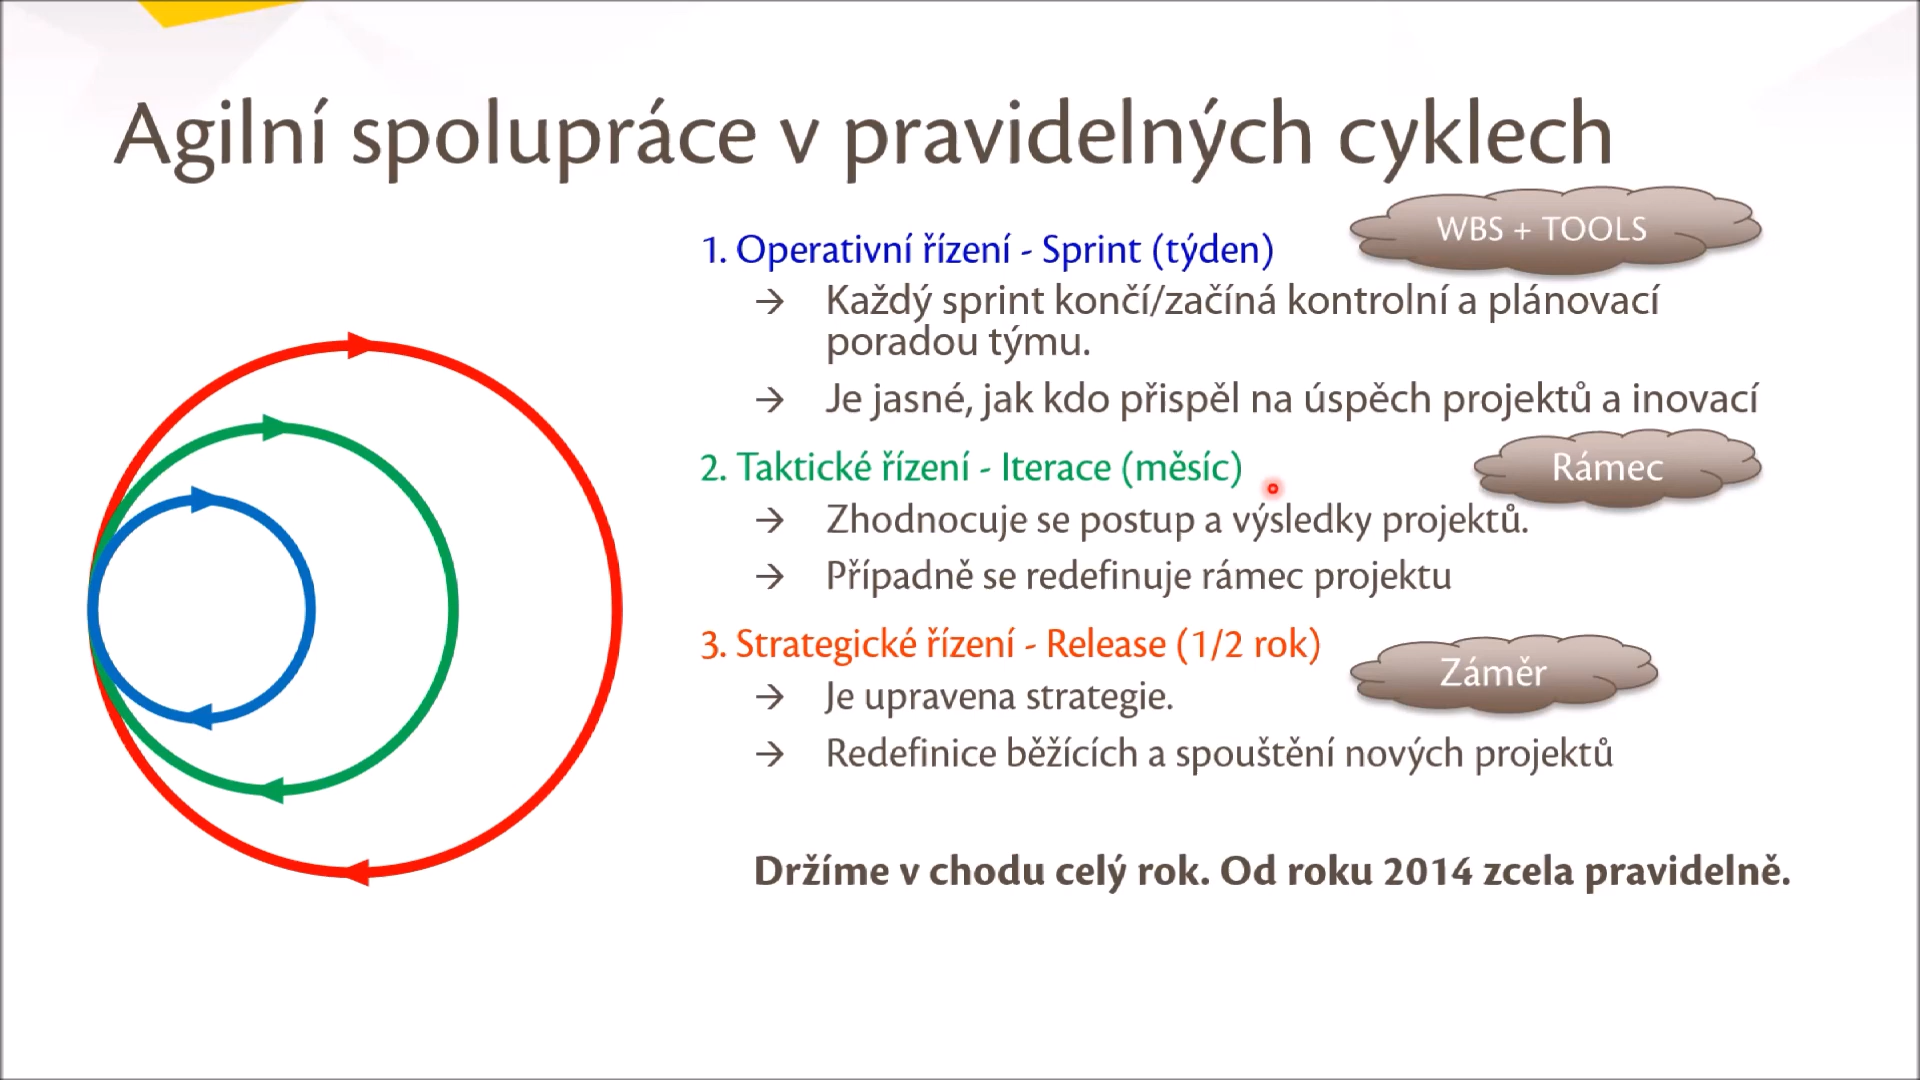 Agilní spolupráce v pravidelných cyklech
WBS + TOOLS
1. Operativní řízení - Sprint (týden)
→ Každý sprint končí/začíná kontrolní a plánovací
poradou týmu.
→ Je jasné, jak kdo přispěl na úspěch projektů a inovací
2. Taktické řízení - Iterace (měsíc)
Rámec
→ Zhodnocuje se postup a výsledky projektů.
→ Případně se redefinuje rámec projektu
3. Strategické řízení - Release (1/2 rok)
Záměr
→ Je upravena strategie.
→ Redefinice běžících a spouštění nových projektů
Držíme v chodu celý rok. Od roku 2014 zcela pravidelně.